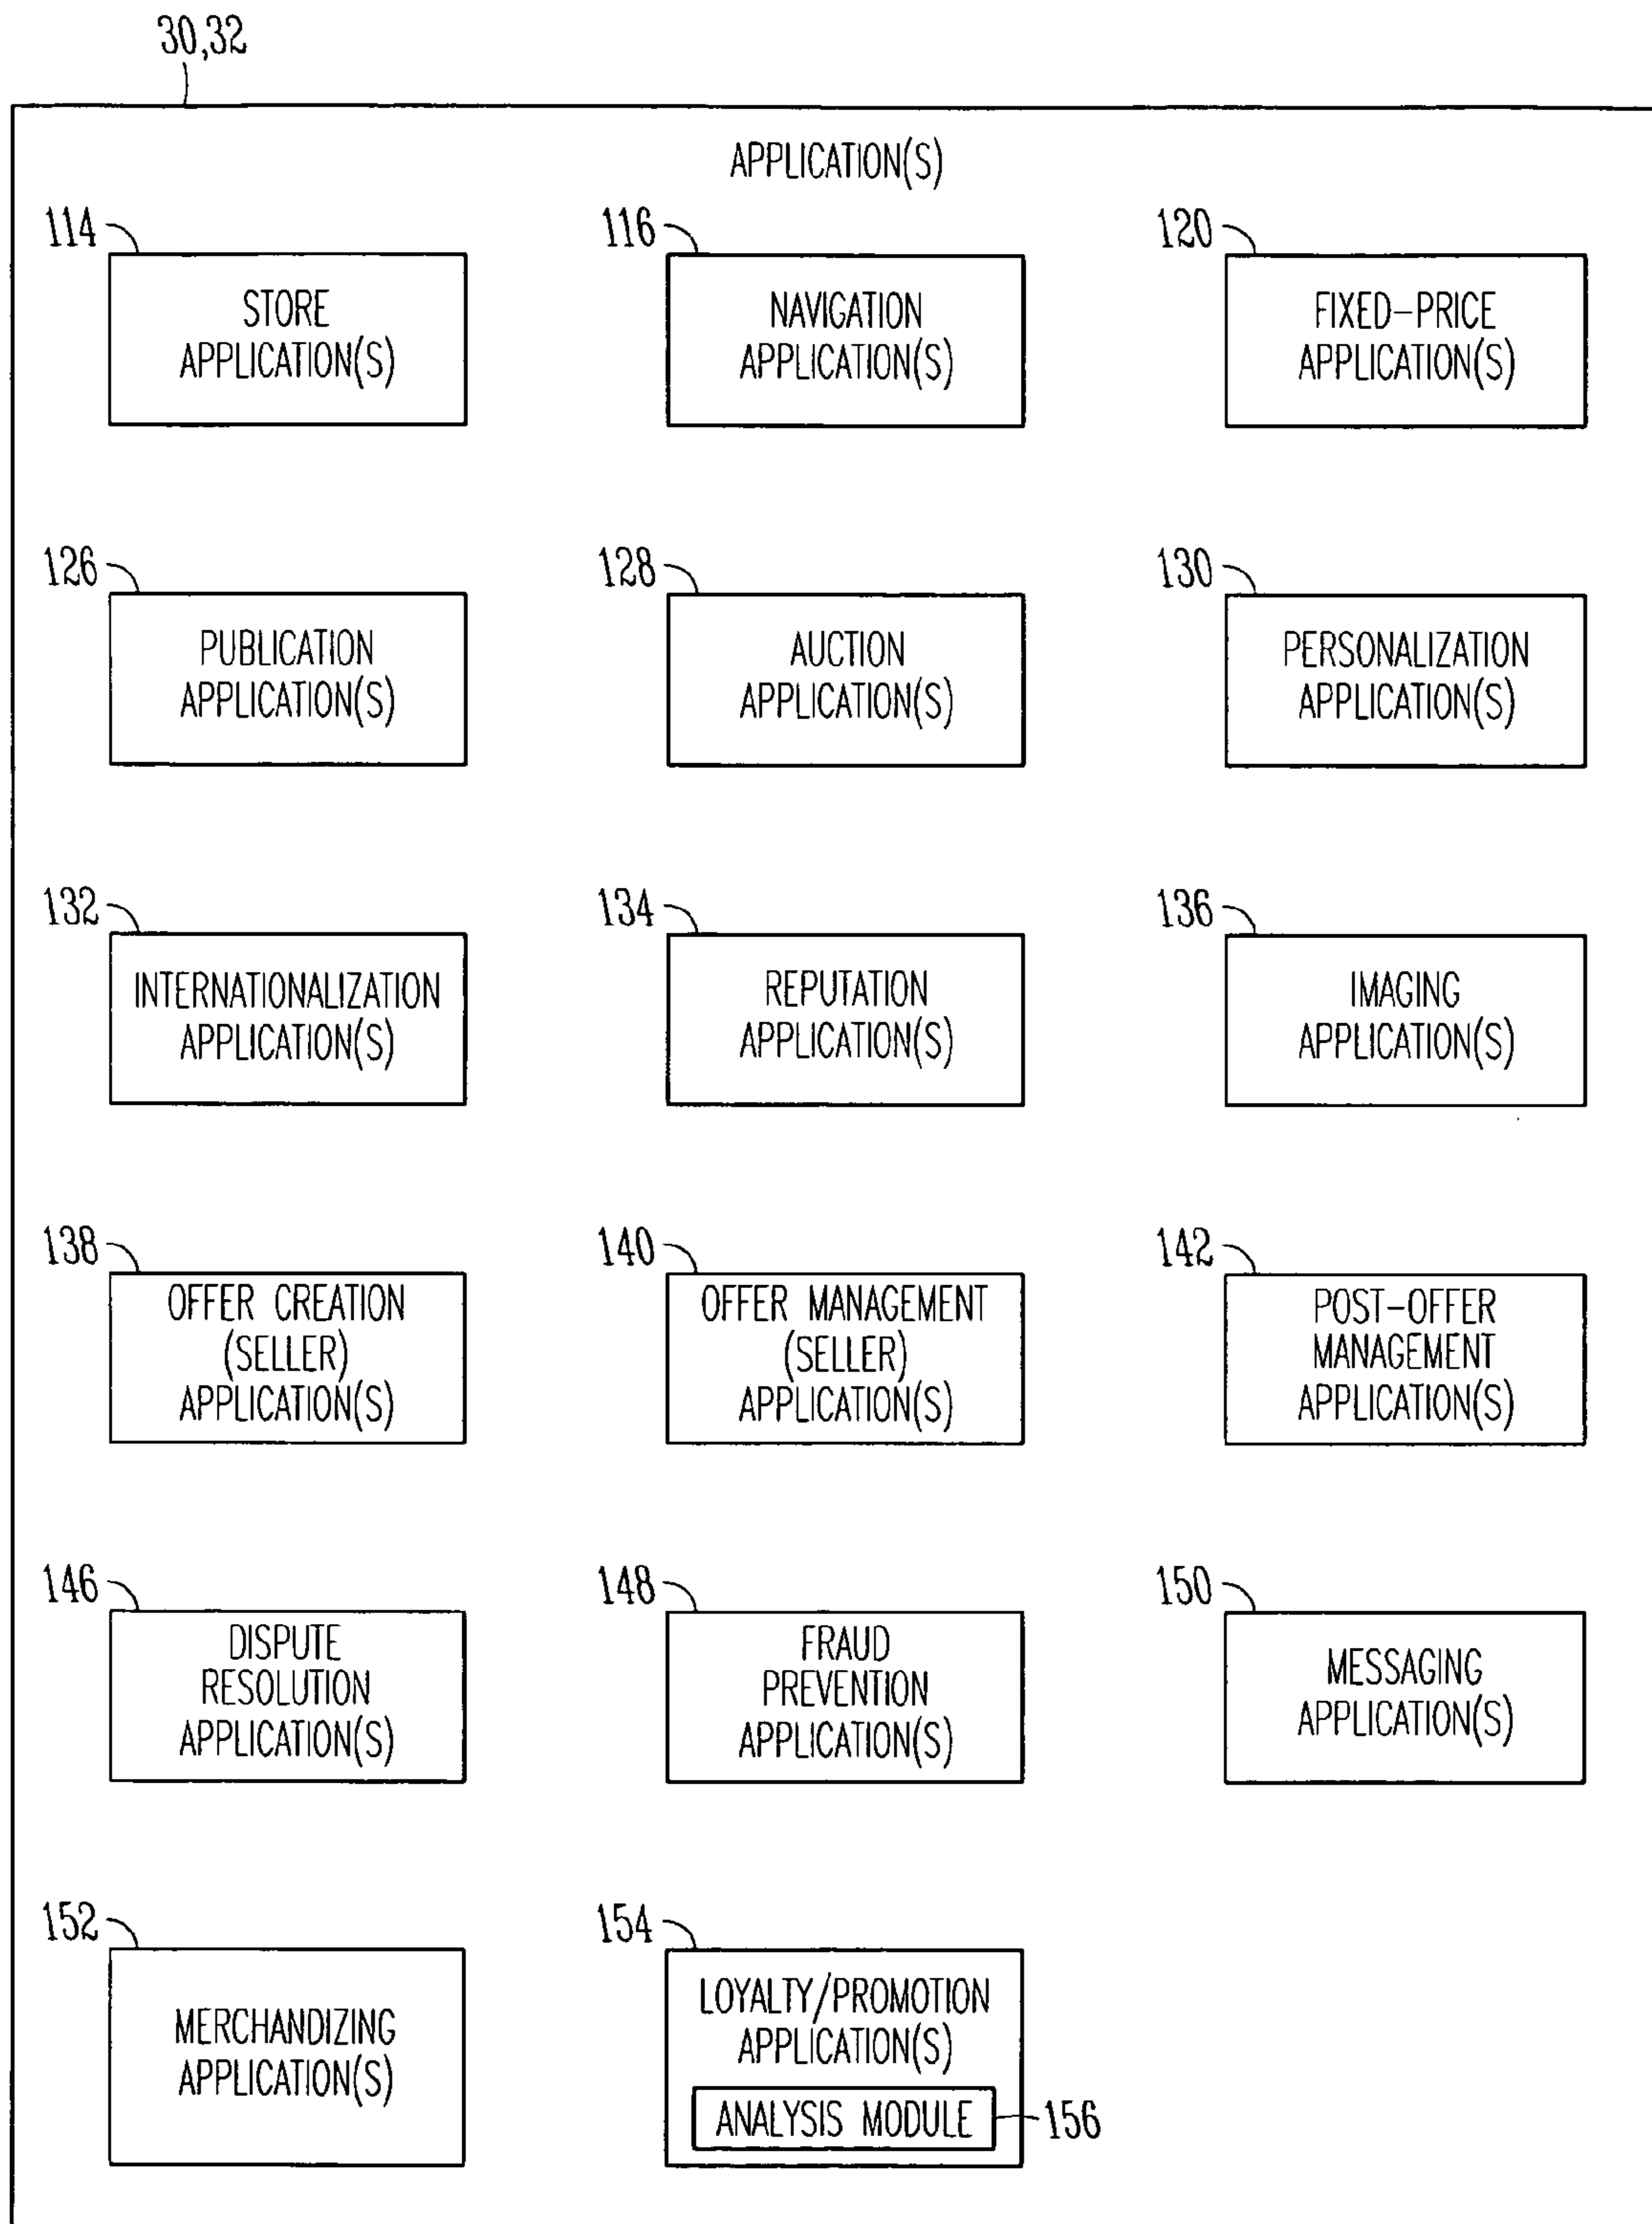 30,32
APPLICATION(S)
114
STORE
APPLICATION(S)
116
NAVIGATION
APPLICATION(S)
120
FIXED-PRICE
APPLICATION(S)
126
PUBLICATION
APPLICATION(S)
128
AUCTION
APPLICATION(S)
130
PERSONALIZATION
APPLICATION(S)
132
INTERNATIONALIZATION
APPLICATION(S)
134
REPUTATION
APPLICATION(S)
136
IMAGING
APPLICATION(S)
138
OFFER CREATION
(SELLER)
APPLICATION(S)
140
OFFER MANAGEMENT
(SELLER)
APPLICATION(S)
142
POST-OFFER
MANAGEMENT
APPLICATION(S)
146
DISPUTE
RESOLUTION
APPLICATION(S)
148
FRAUD
PREVENTION
APPLICATION(S)
150
MESSAGING
APPLICATION(S)
152
MERCHANDIZING
APPLICATION(S)
154
LOYALTY/PROMOTION
APPLICATION(S)
ANALYSIS MODULE
156